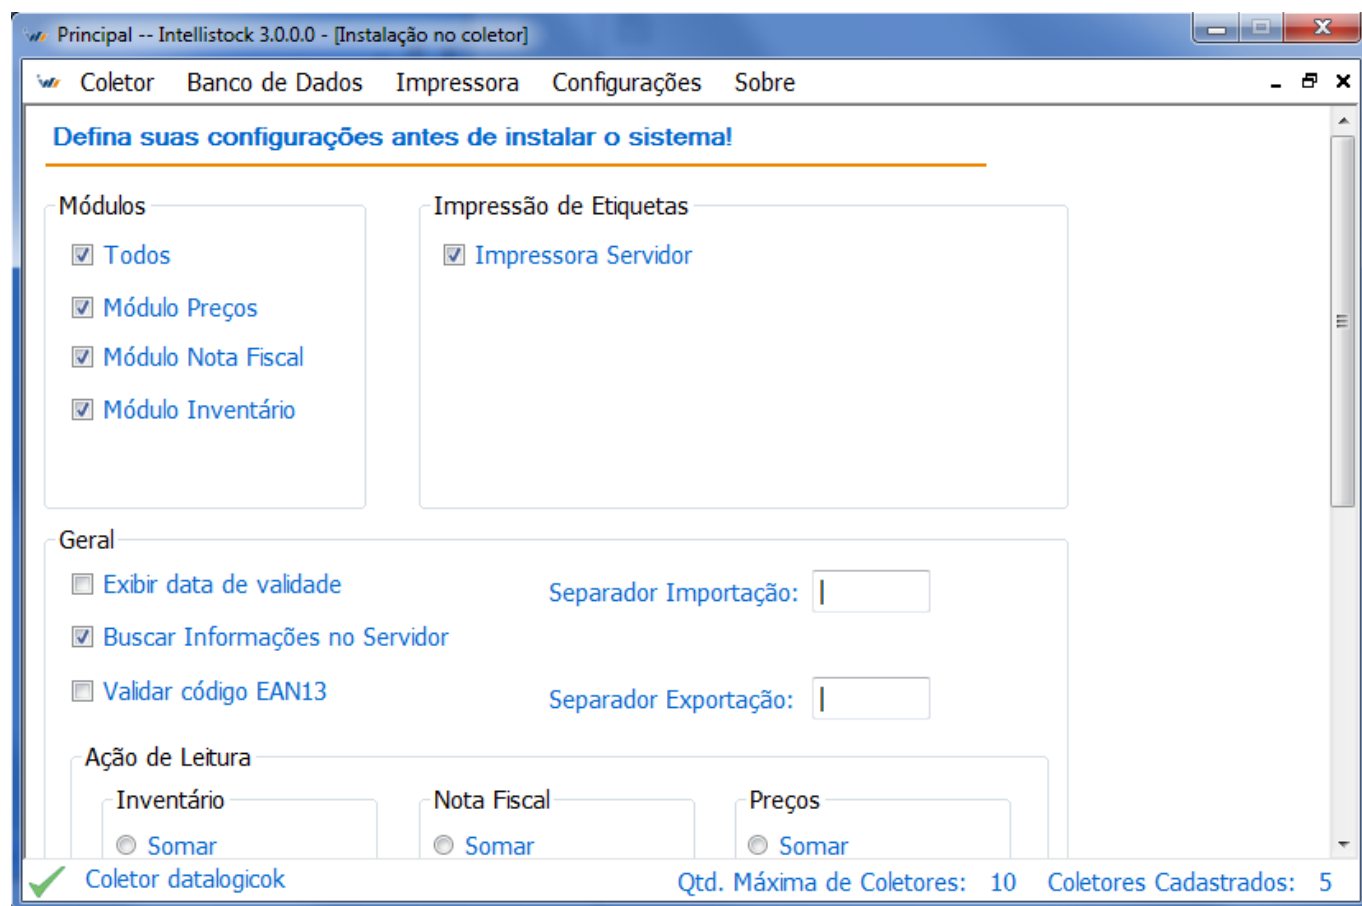 Principal -- Intellistock 3.0.0.0 - [Instalação no coletor]
Coletor Banco de Dados Impressora Configurações Sobre
Defina suas configurações antes de instalar o sistema!
Módulos
Todos
Módulo Preços
Módulo Nota Fiscal
Módulo Inventário
Impressão de Etiquetas
Impressora Servidor
Geral
Exibir data de validade
Buscar Informações no Servidor
Validar código EAN13
Separador Importação: |
Separador Exportação: |
Ação de Leitura
Inventário
Somar
Nota Fiscal
Somar
Preços
Somar
Coletor datalogicok
Qtd. Máxima de Coletores: 10 Coletores Cadastrados: 5